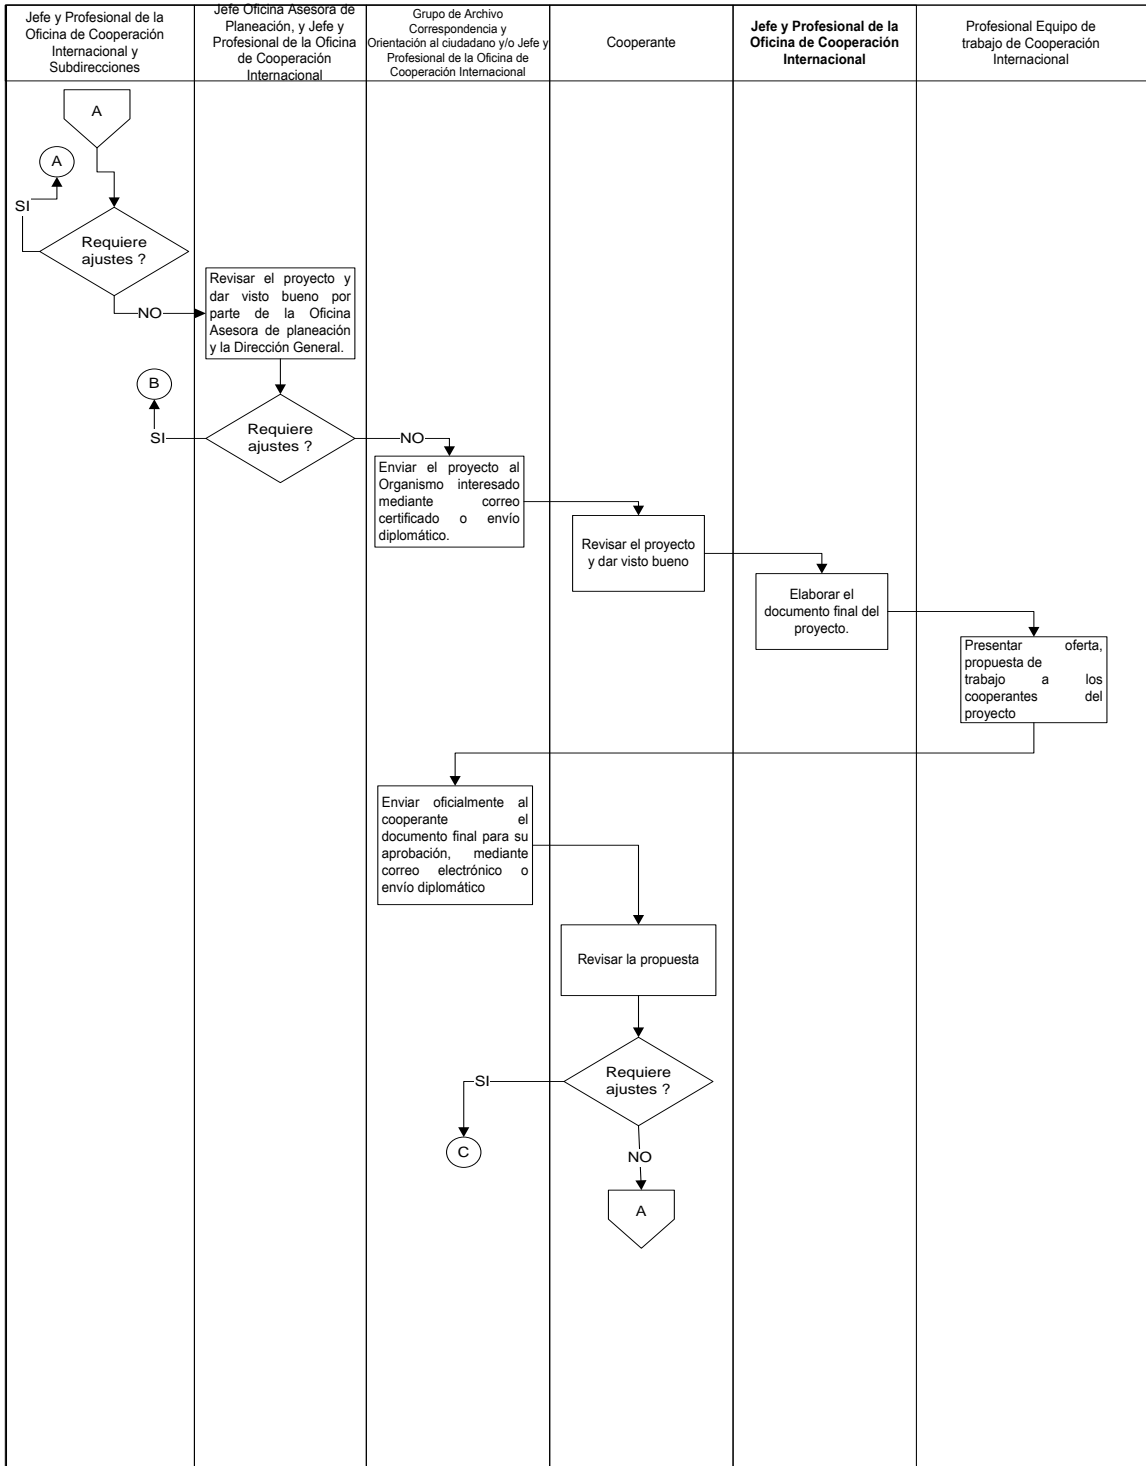 Jefe y Profesional de la
Oficina de Cooperación
Internacional y
Subdirecciones
Jefe Oficina Asesora de
Planeación, y Jefe y
Profesional de la Oficina
de Cooperación
Internacional
Grupo de Archivo
Correspondencia y
Orientación al ciudadano y/o Jefe y
Profesional de la Oficina de
Cooperación Internacional
Cooperante
Jefe y Profesional de la
Oficina de Cooperación
Internacional
Profesional Equipo de
trabajo de Cooperación
Internacional
A
A
SI
Requiere
ajustes ?
NO
Revisar el proyecto y
dar visto bueno por
parte de la Oficina
Asesora de planeación
y la Dirección General.
B
SI
Requiere
ajustes ?
NO
Enviar el proyecto al
Organismo interesado
mediante correo
certificado o envío
diplomático.
Revisar el proyecto
y dar visto bueno
Elaborar el
documento final del
proyecto.
Presentar oferta,
propuesta de
trabajo a los
cooperantes del
proyecto
Enviar oficialmente al
cooperante el
documento final para su
aprobación, mediante
correo electrónico o
envío diplomático
Revisar la propuesta
Requiere
ajustes ?
SI
C
NO
A